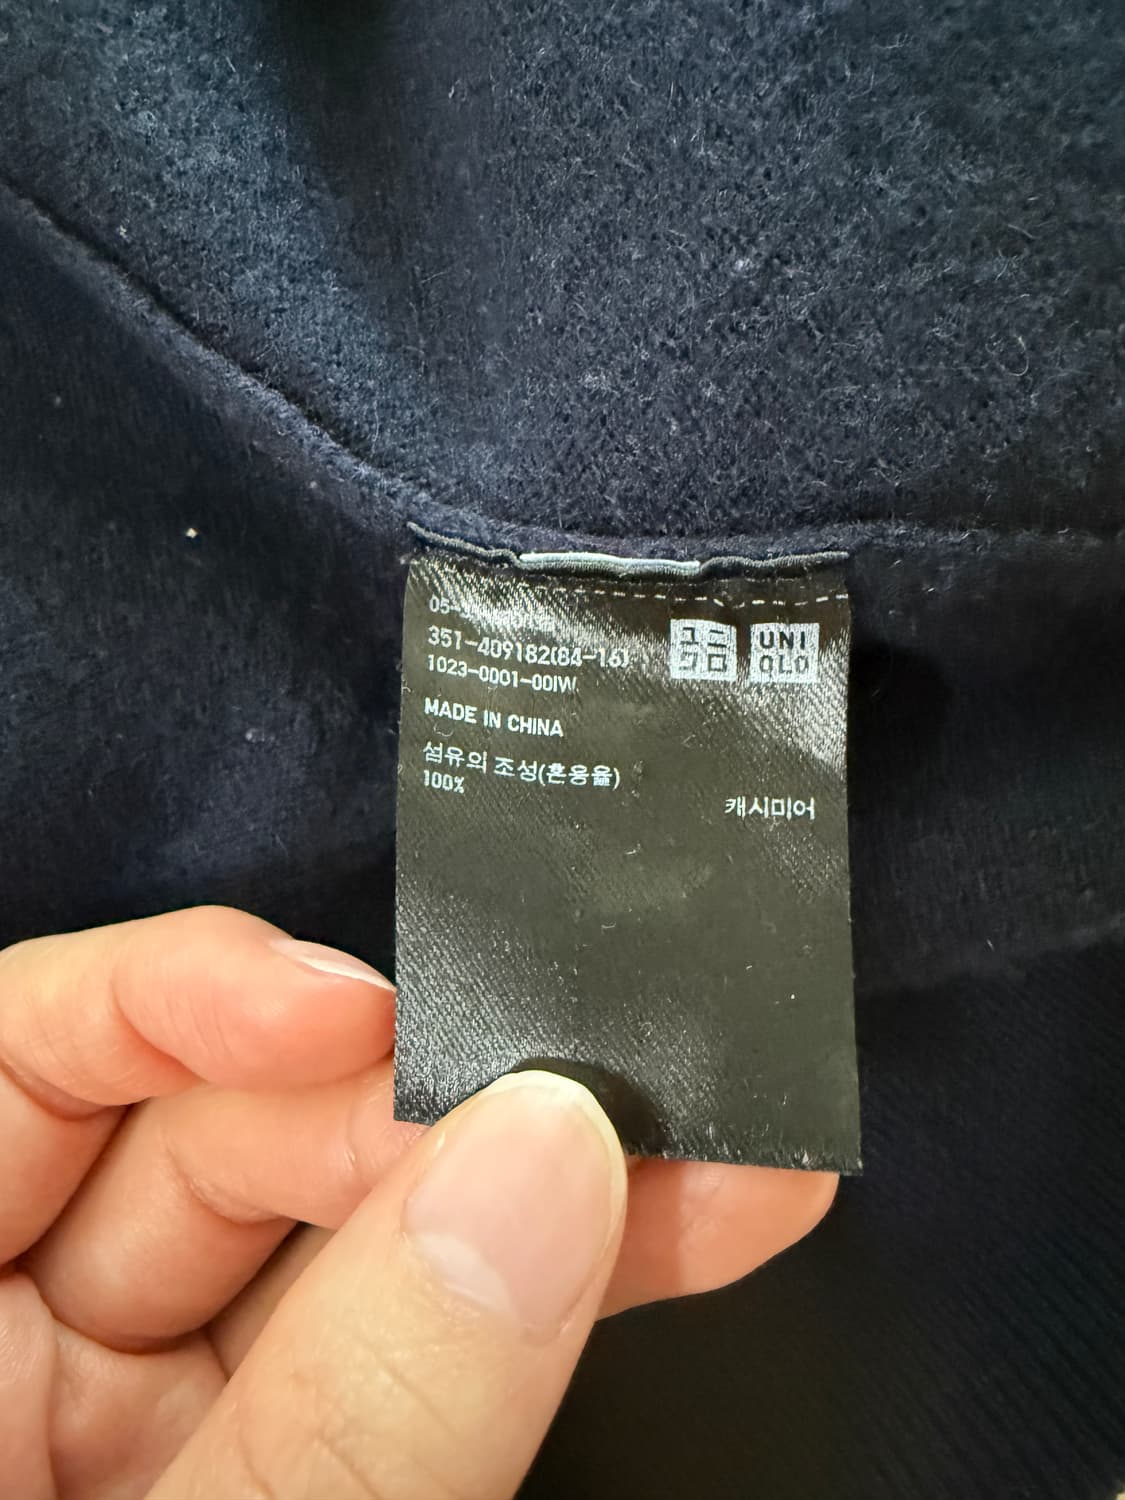 351-409182(84-16)
1023-0001-00IW
ユニ
クロ
UNI
QLO
MADE IN CHINA
섬유의 조성(혼용율)
100%
캐시미어